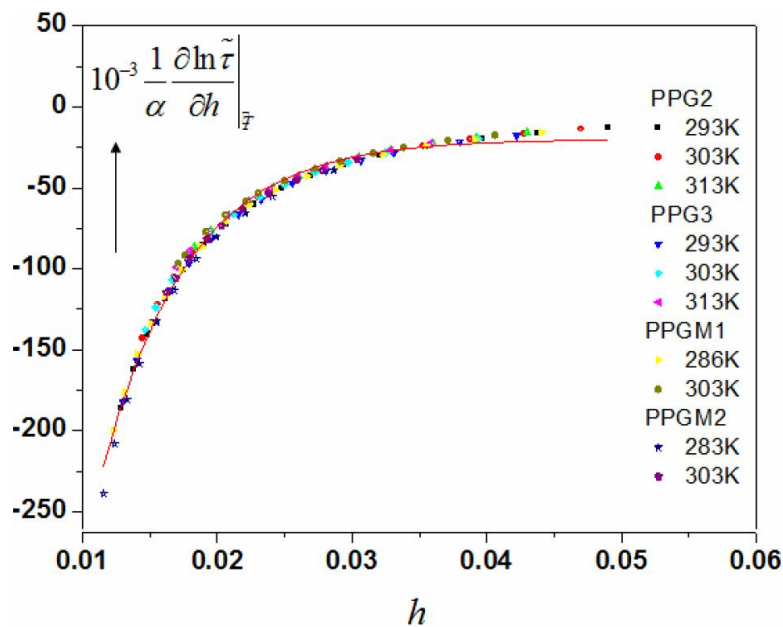 50
0
-50
-100
-150
-200
-250
10⁻³ 1/α ∂ln τ̃/∂h |
0.01 0.02 0.03 0.04 0.05 0.06
h
PPG2
293K
303K
313K
PPG3
293K
303K
313K
PPGM1
286K
303K
PPGM2
283K
303K